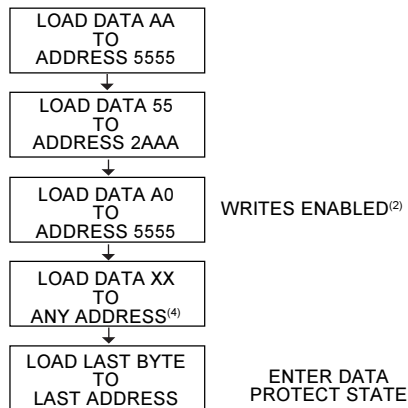 LOAD DATA AA
TO
ADDRESS 5555
LOAD DATA 55
TO
ADDRESS 2AAA
LOAD DATA A0
TO
ADDRESS 5555
WRITES ENABLED(2)
LOAD DATA XX
TO
ANY ADDRESS(4)
LOAD LAST BYTE
TO
LAST ADDRESS
ENTER DATA
PROTECT STATE